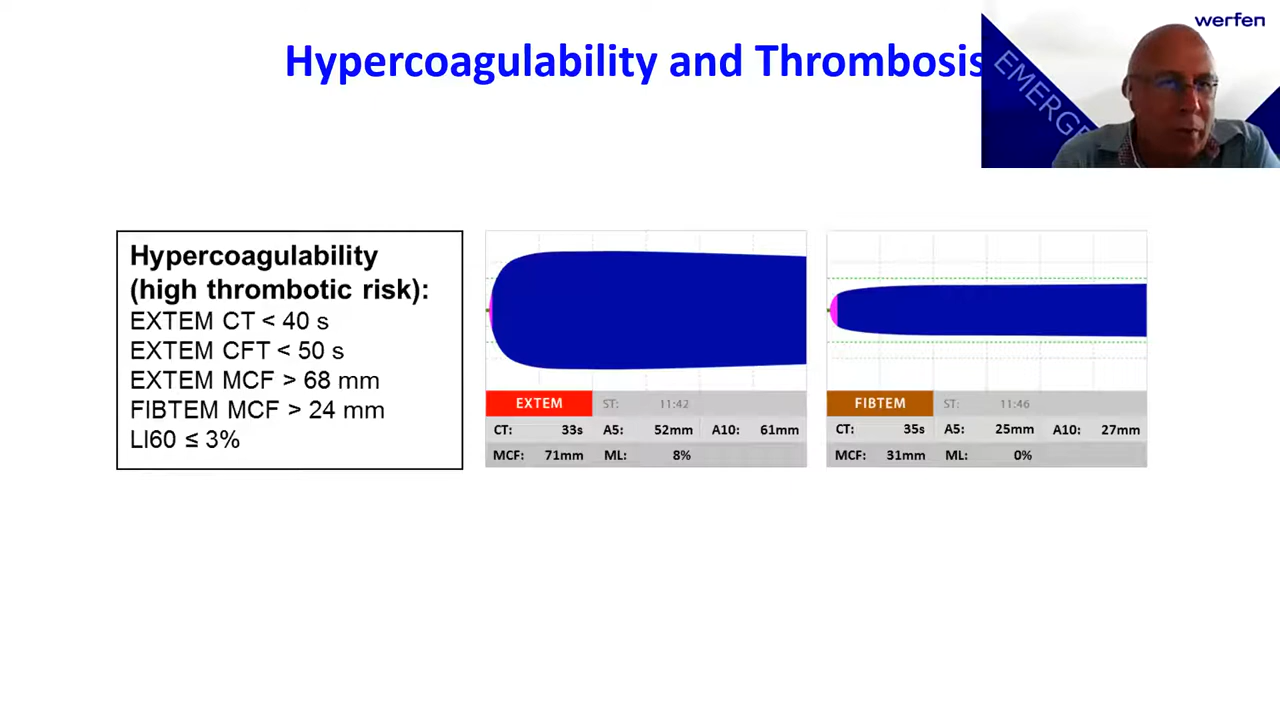 werfen
Hypercoagulability and Thrombosis
EMERGE
Hypercoagulability
(high thrombotic risk):
EXTEM CT < 40 s
EXTEM CFT < 50 s
EXTEM MCF > 68 mm
FIBTEM MCF > 24 mm
LI60 ≤ 3%
EXTEM ST: 11:42
CT: 33s A5: 52mm A10: 61mm
MCF: 71mm ML: 8%
FIBTEM ST: 11:46
CT: 35s A5: 25mm A10: 27mm
MCF: 31mm ML: 0%